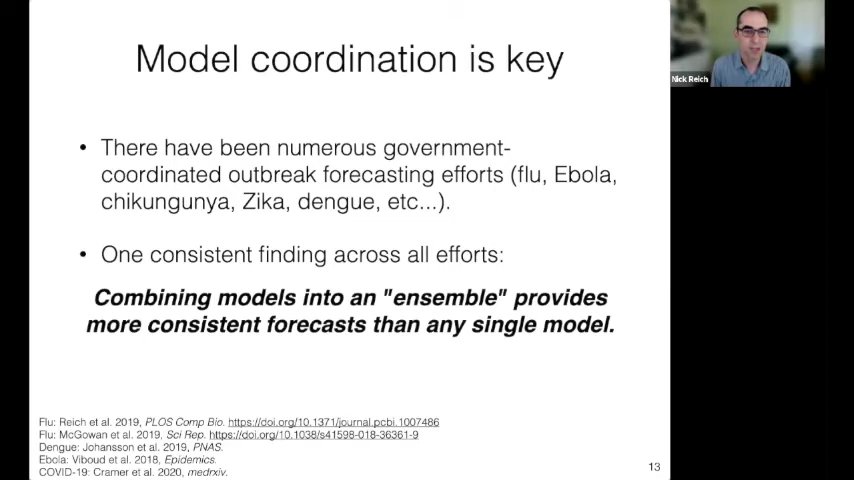 Model coordination is key
• There have been numerous government-
coordinated outbreak forecasting efforts (flu, Ebola,
chikungunya, Zika, dengue, etc...).
• One consistent finding across all efforts:
Combining models into an "ensemble" provides
more consistent forecasts than any single model.
Flu: Reich et al. 2019, PLOS Comp Bio. https://doi.org/10.1371/journal.pcbi.1007486
Flu: McGowan et al. 2019, Sci Rep. https://doi.org/10.1038/s41598-018-36361-9
Dengue: Johansson et al. 2019, PNAS.
Ebola: Viboud et al. 2018, Epidemics.
COVID-19: Cramer et al. 2020, medrxiv.
13
Nick Reich